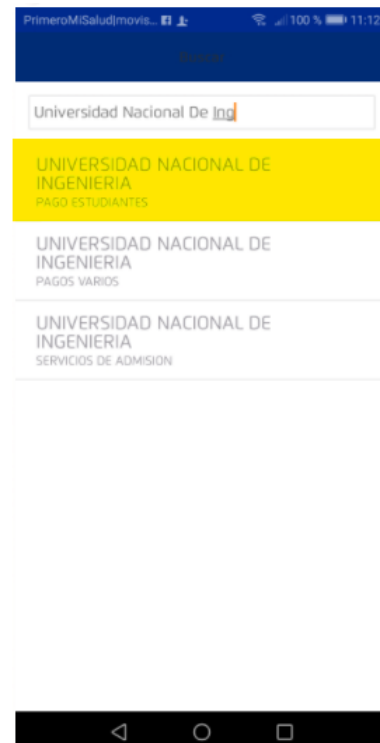 PrimeroMiSalud|movis... 100 % 11:12
Buscar
Universidad Nacional De Ing
UNIVERSIDAD NACIONAL DE
INGENIERIA
PAGO ESTUDIANTES
UNIVERSIDAD NACIONAL DE
INGENIERIA
PAGOS VARIOS
UNIVERSIDAD NACIONAL DE
INGENIERIA
SERVICIOS DE ADMISION